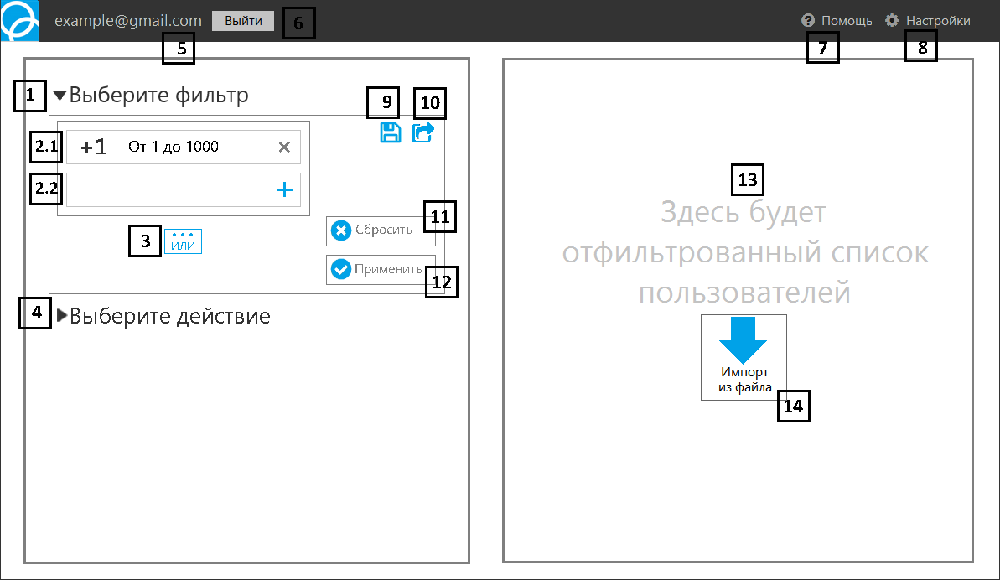 example@gmail.com Выйти 6 Помощь Настройки
5 7 8
1 Выберите фильтр
9 10
2.1 +1 От 1 до 1000
2.2
11
Сбросить
3 или
Применить
12
4 Выберите действие
13
Здесь будет
отфильтрованный список
пользователей
Импорт
из файла
14